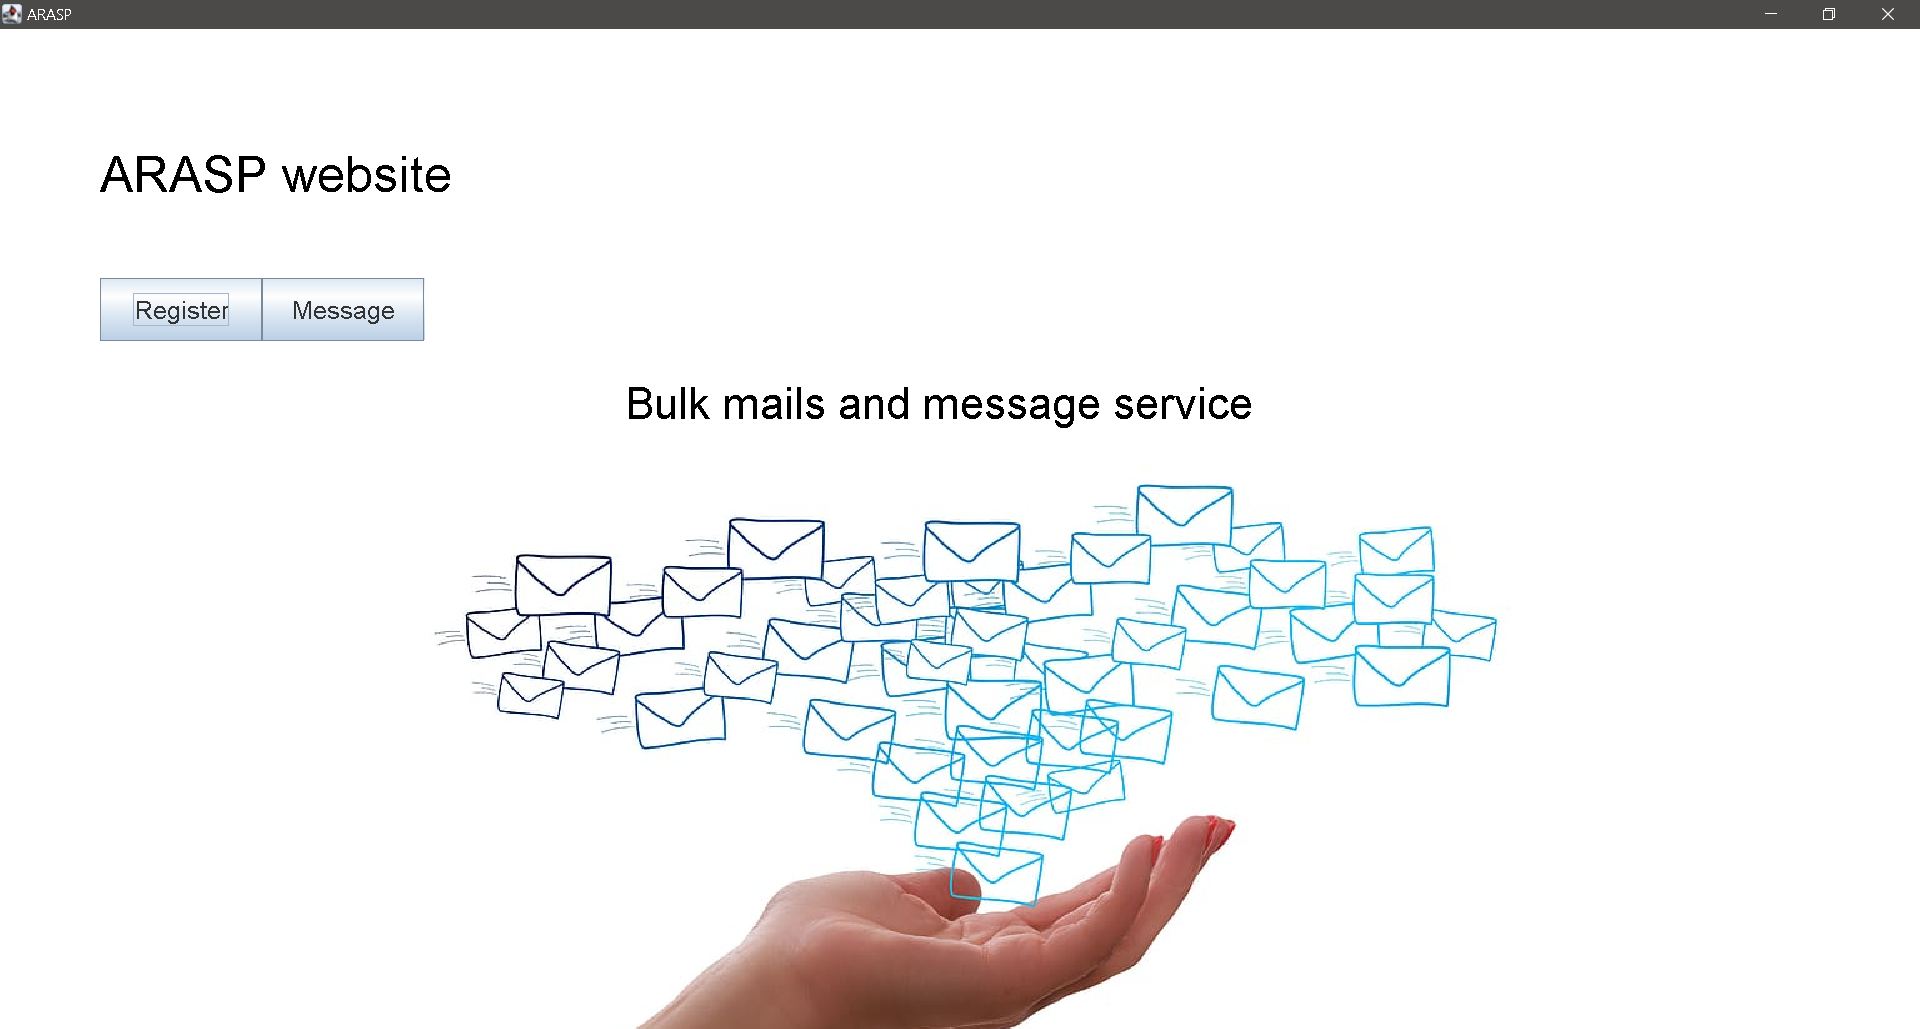 ARASP
ARASP website
Register Message
Bulk mails and message service